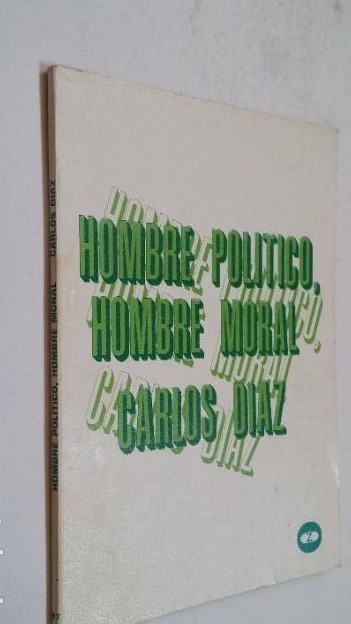 HOMBRE POLITICO,
HOMBRE MORAL
CARLOS DIAZ
HOMBRE POLITICO, HOMBRE MORAL CARLOS DIAZ
Z